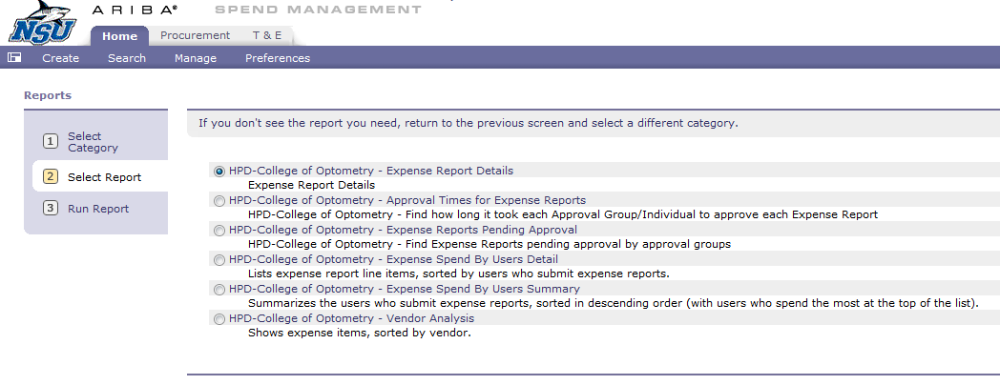 NSU
ARIBA® SPEND MANAGEMENT
Home Procurement T & E
Create Search Manage Preferences
Reports
If you don't see the report you need, return to the previous screen and select a different category.
1 Select
Category
2 Select Report
3 Run Report
HPD-College of Optometry - Expense Report Details
Expense Report Details
HPD-College of Optometry - Approval Times for Expense Reports
HPD-College of Optometry - Find how long it took each Approval Group/Individual to approve each Expense Report
HPD-College of Optometry - Expense Reports Pending Approval
HPD-College of Optometry - Find Expense Reports pending approval by approval groups
HPD-College of Optometry - Expense Spend By Users Detail
Lists expense report line items, sorted by users who submit expense reports.
HPD-College of Optometry - Expense Spend By Users Summary
Summarizes the users who submit expense reports, sorted in descending order (with users who spend the most at the top of the list).
HPD-College of Optometry - Vendor Analysis
Shows expense items, sorted by vendor.